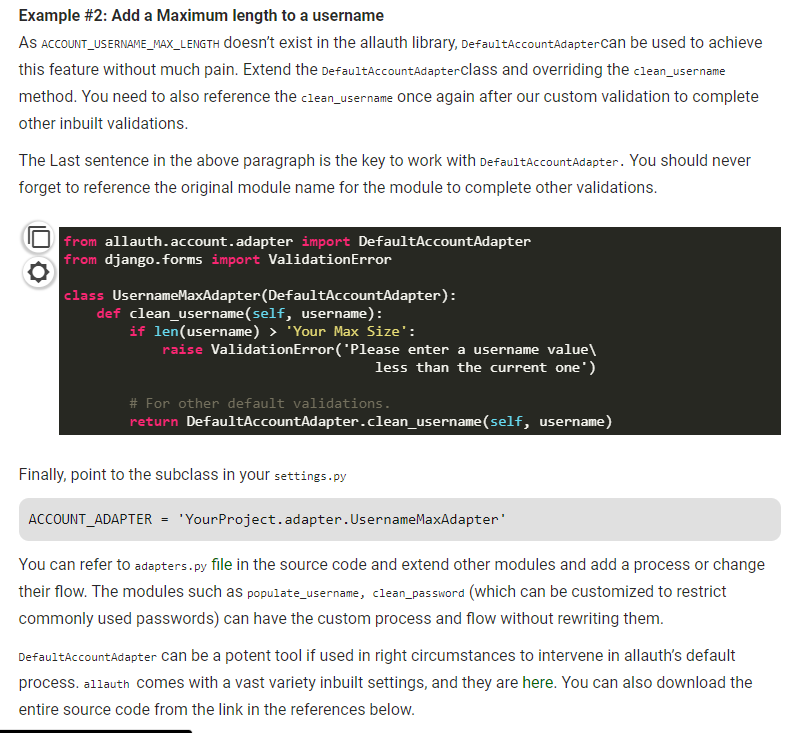 Example #2: Add a Maximum length to a username
As ACCOUNT_USERNAME_MAX_LENGTH doesn’t exist in the allauth library, DefaultAccountAdapter can be used to achieve
this feature without much pain. Extend the DefaultAccountAdapter class and overriding the clean_username
method. You need to also reference the clean_username once again after our custom validation to complete
other inbuilt validations.
The Last sentence in the above paragraph is the key to work with DefaultAccountAdapter. You should never
forget to reference the original module name for the module to complete other validations.
from allauth.account.adapter import DefaultAccountAdapter
from django.forms import ValidationError
class UsernameMaxAdapter(DefaultAccountAdapter):
    def clean_username(self, username):
        if len(username) > 'Your Max Size':
            raise ValidationError('Please enter a username value\
                                      less than the current one')
        # For other default validations.
        return DefaultAccountAdapter.clean_username(self, username)
Finally, point to the subclass in your settings.py
ACCOUNT_ADAPTER = 'YourProject.adapter.UsernameMaxAdapter'
You can refer to adapters.py file in the source code and extend other modules and add a process or change
their flow. The modules such as populate_username, clean_password (which can be customized to restrict
commonly used passwords) can have the custom process and flow without rewriting them.
DefaultAccountAdapter can be a potent tool if used in right circumstances to intervene in allauth’s default
process. allauth comes with a vast variety inbuilt settings, and they are here. You can also download the
entire source code from the link in the references below.